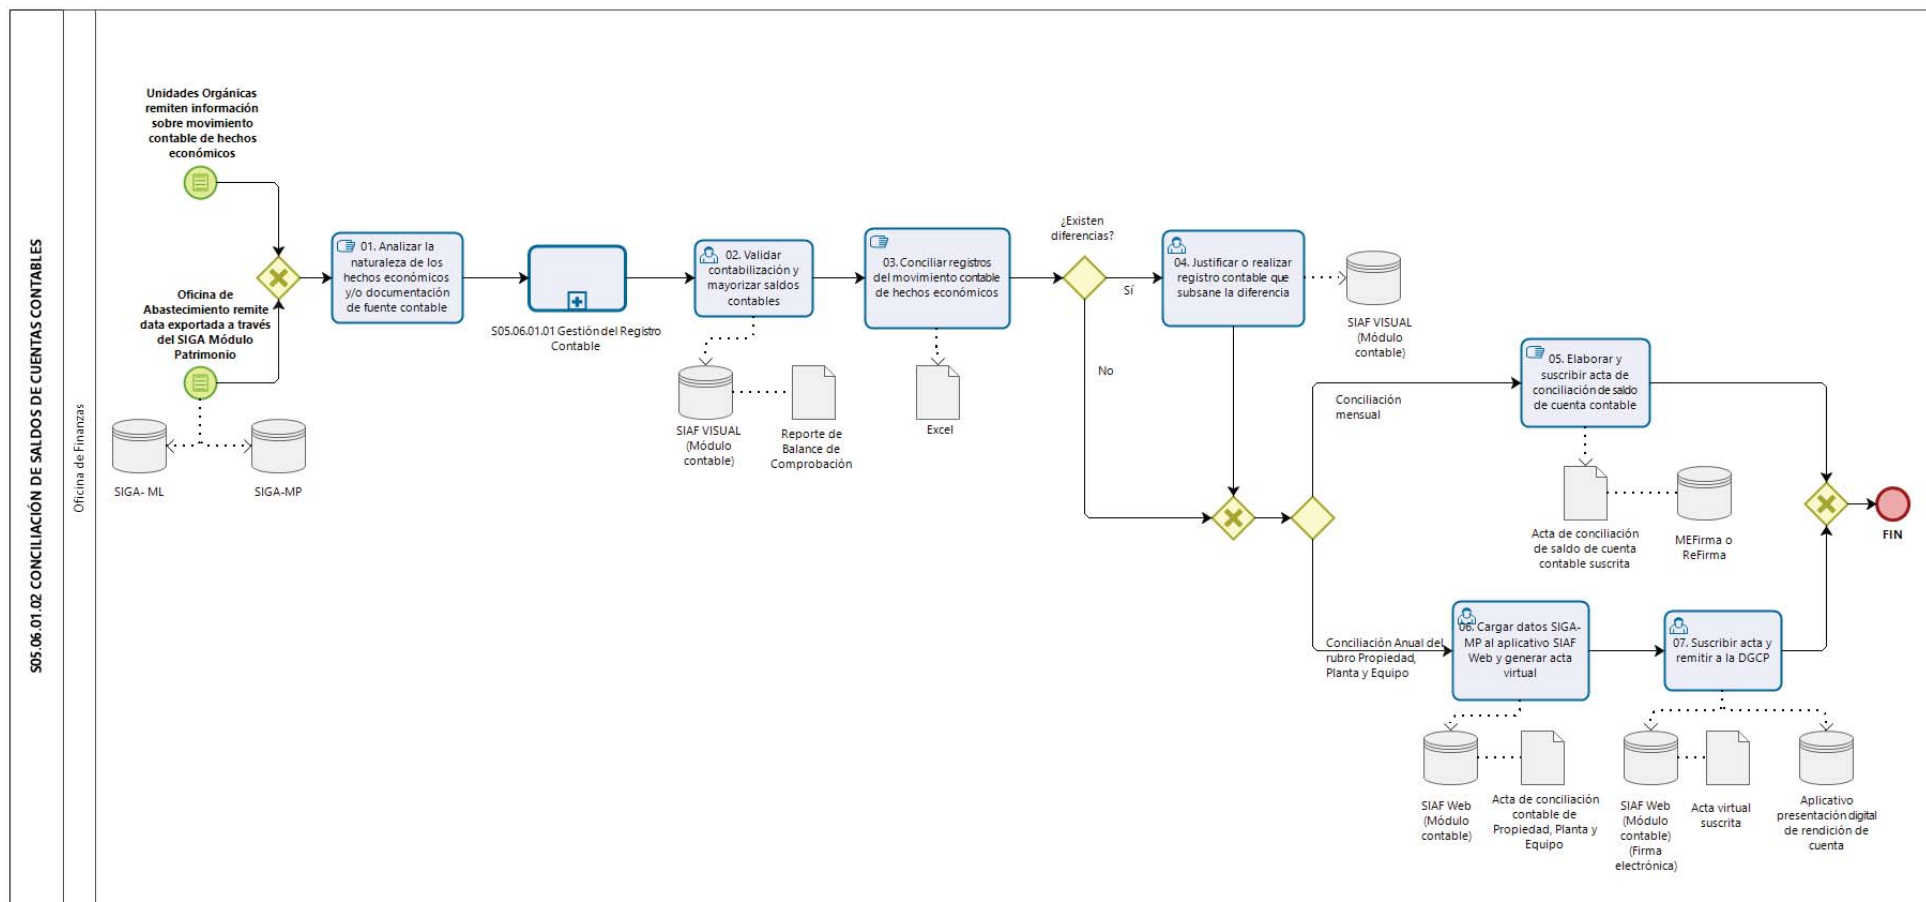 S05.06.01.02 CONCILIACIÓN DE SALDOS DE CUENTAS CONTABLES
Oficina de Finanzas
Unidades Orgánicas
remiten información
sobre movimiento
contable de hechos
económicos
Oficina de
Abastecimiento remite
data exportada a través
del SIGA Módulo
Patrimonio
SIGA- ML
SIGA-MP
01. Analizar la
naturaleza de los
hechos económicos
y/o documentación
de fuente contable
S05.06.01.01 Gestión del Registro
Contable
02. Validar
contabilización y
mayorizar saldos
contables
SIAF VISUAL
(Módulo
contable)
Reporte de
Balance de
Comprobación
03. Conciliar registros
del movimiento contable
de hechos económicos
Excel
¿Existen
diferencias?
Sí
No
04. Justificar o realizar
registro contable que
subsane la diferencia
SIAF VISUAL
(Módulo
contable)
Conciliación
mensual
05. Elaborar y
suscribir acta de
conciliación de saldo
de cuenta contable
Acta de conciliación
de saldo de cuenta
contable suscrita
MEFirma o
ReFirma
FIN
Conciliación Anual del
rubro Propiedad,
Planta y Equipo
06. Cargar datos SIGA-
MP al aplicativo SIAF
Web y generar acta
virtual
07. Suscribir acta y
remitir a la DGCP
SIAF Web
(Módulo
contable)
Acta de conciliación
contable de
Propiedad, Planta y
Equipo
SIAF Web
(Módulo
contable)
(Firma
electrónica)
Acta virtual
suscrita
Aplicativo
presentación digital
de rendición de
cuenta